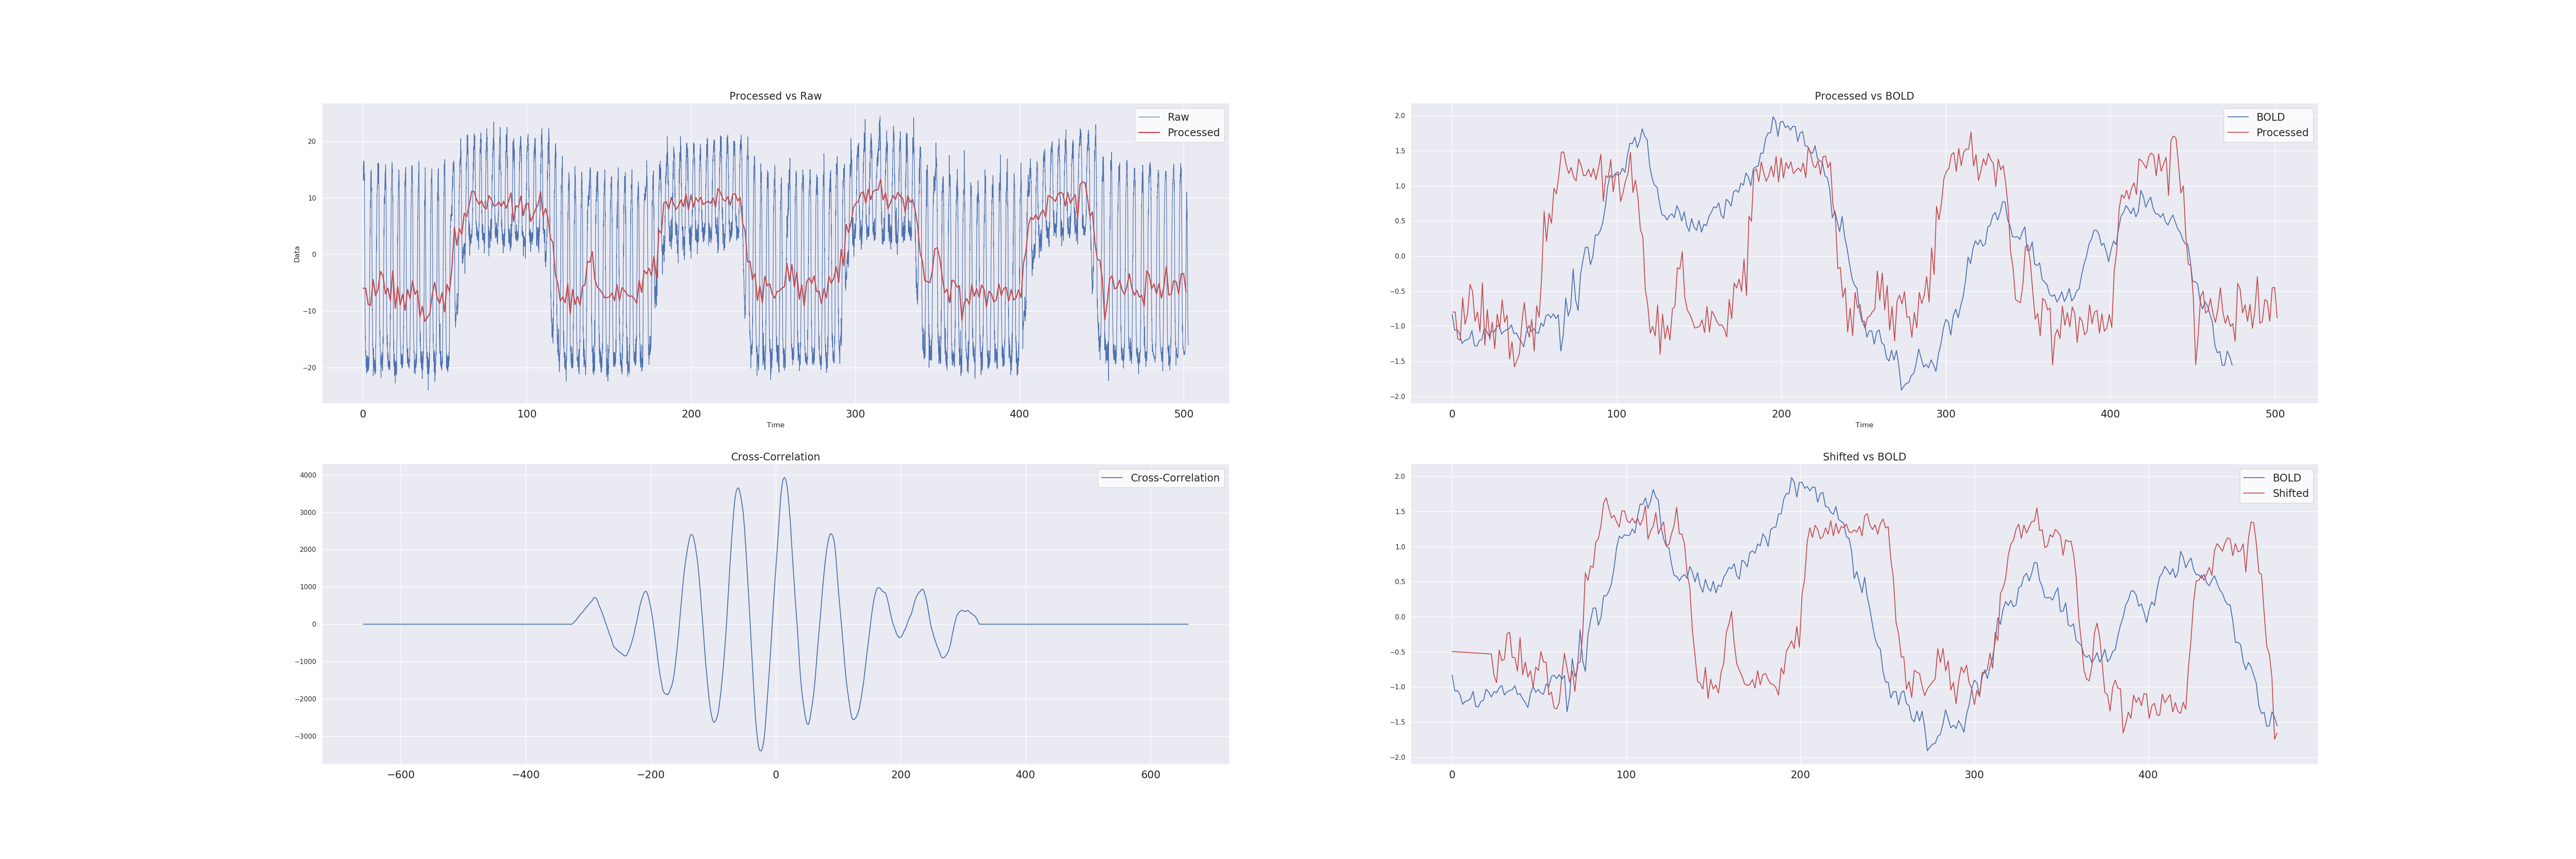 Processed vs Raw
Raw
Processed
Data
20
10
0
−10
−20
0 100 200 300 400 500
Time
Processed vs BOLD
BOLD
Processed
2.0
1.5
1.0
0.5
0.0
−0.5
−1.0
−1.5
−2.0
0 100 200 300 400 500
Time
Cross-Correlation
Cross-Correlation
4000
3000
2000
1000
0
−1000
−2000
−3000
−600 −400 −200 0 200 400 600
Shifted vs BOLD
BOLD
Shifted
2.0
1.5
1.0
0.5
0.0
−0.5
−1.0
−1.5
−2.0
0 100 200 300 400